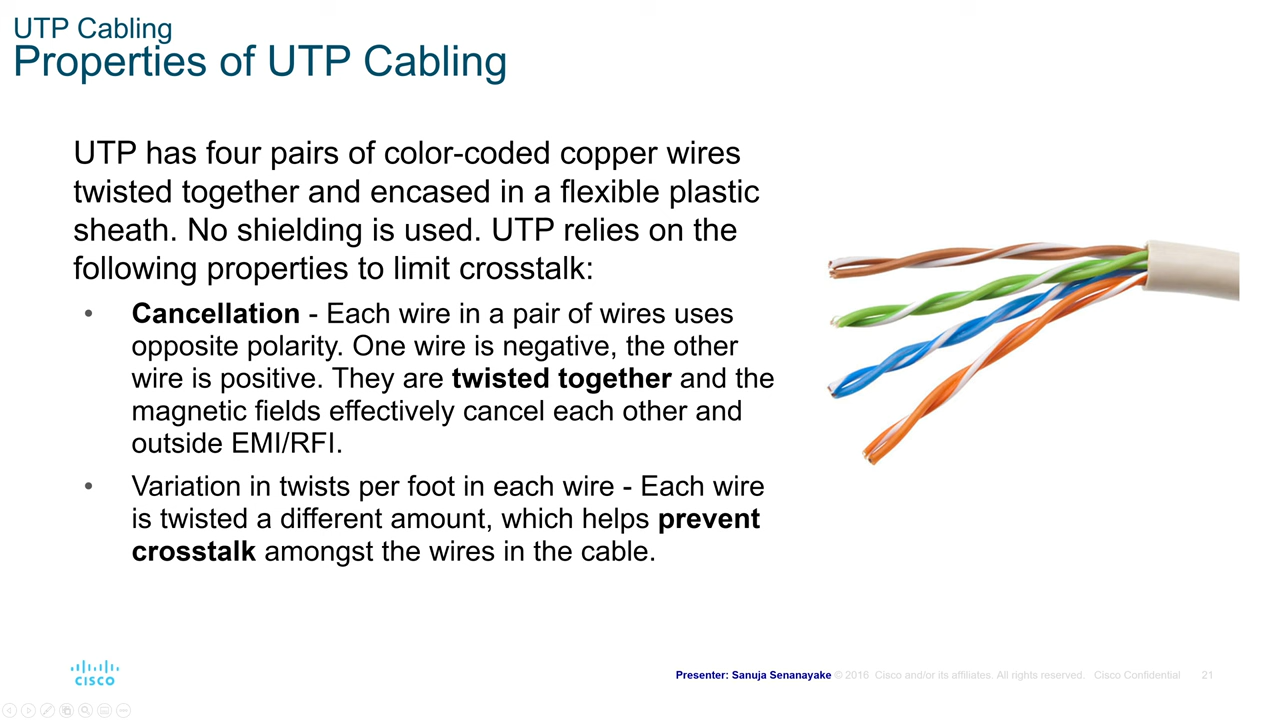 UTP Cabling
Properties of UTP Cabling
UTP has four pairs of color-coded copper wires
twisted together and encased in a flexible plastic
sheath. No shielding is used. UTP relies on the
following properties to limit crosstalk:
• Cancellation - Each wire in a pair of wires uses
opposite polarity. One wire is negative, the other
wire is positive. They are twisted together and the
magnetic fields effectively cancel each other and
outside EMI/RFI.
• Variation in twists per foot in each wire - Each wire
is twisted a different amount, which helps prevent
crosstalk amongst the wires in the cable.
CISCO
Presenter: Sanuja Senanayake © 2016 Cisco and/or its affiliates. All rights reserved. Cisco Confidential 21